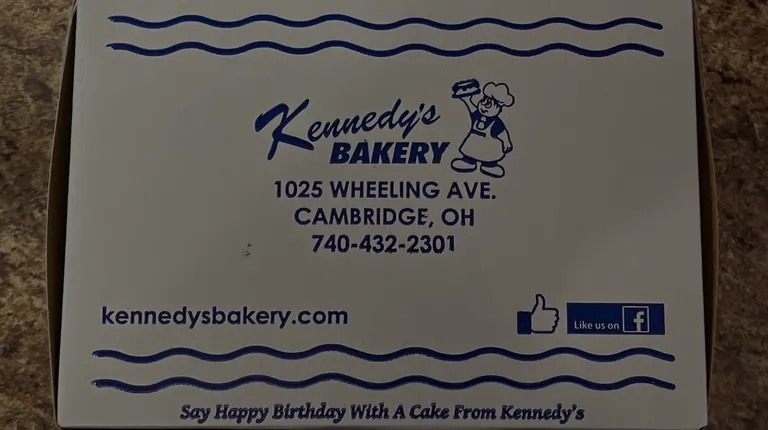 Kennedy's
BAKERY
1025 WHEELING AVE.
CAMBRIDGE, OH
740-432-2301
kennedysbakery.com
Like us on f
Say Happy Birthday With A Cake From Kennedy's